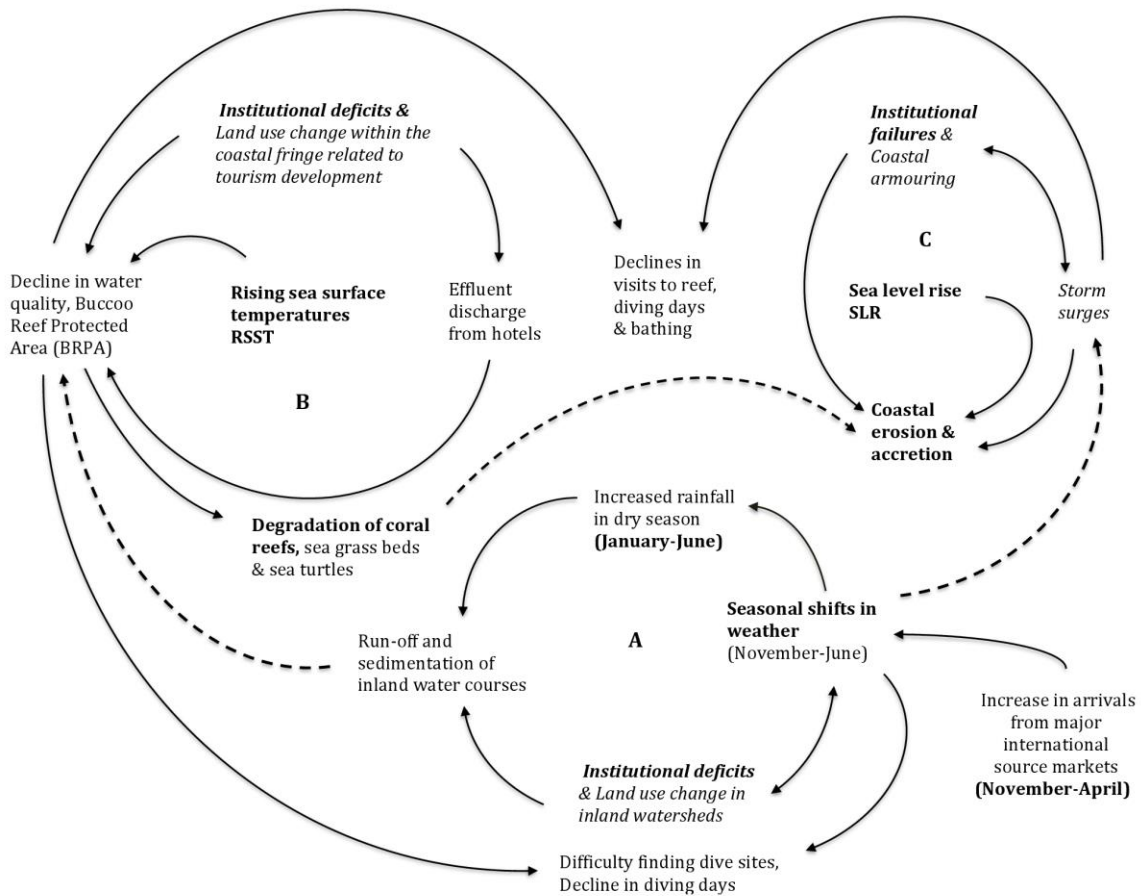 Institutional deficits &
Land use change within the
coastal fringe related to
tourism development
Institutional
failures &
Coastal
armouring
C
Decline in water
quality, Buccoo
Reef Protected
Area (BRPA)
Rising sea surface
temperatures
RSST
Effluent
discharge
from hotels
Declines in
visits to reef,
diving days
& bathing
Sea level rise
SLR
Storm
surges
B
Coastal
erosion &
accretion
Degradation of coral
reefs, sea grass beds
& sea turtles
Increased rainfall
in dry season
(January-June)
Run-off and
sedimentation of
inland water courses
A
Seasonal shifts in
weather
(November-June)
Increase in arrivals
from major
international
source markets
(November-April)
Institutional deficits
& Land use change in
inland watersheds
Difficulty finding dive sites,
Decline in diving days